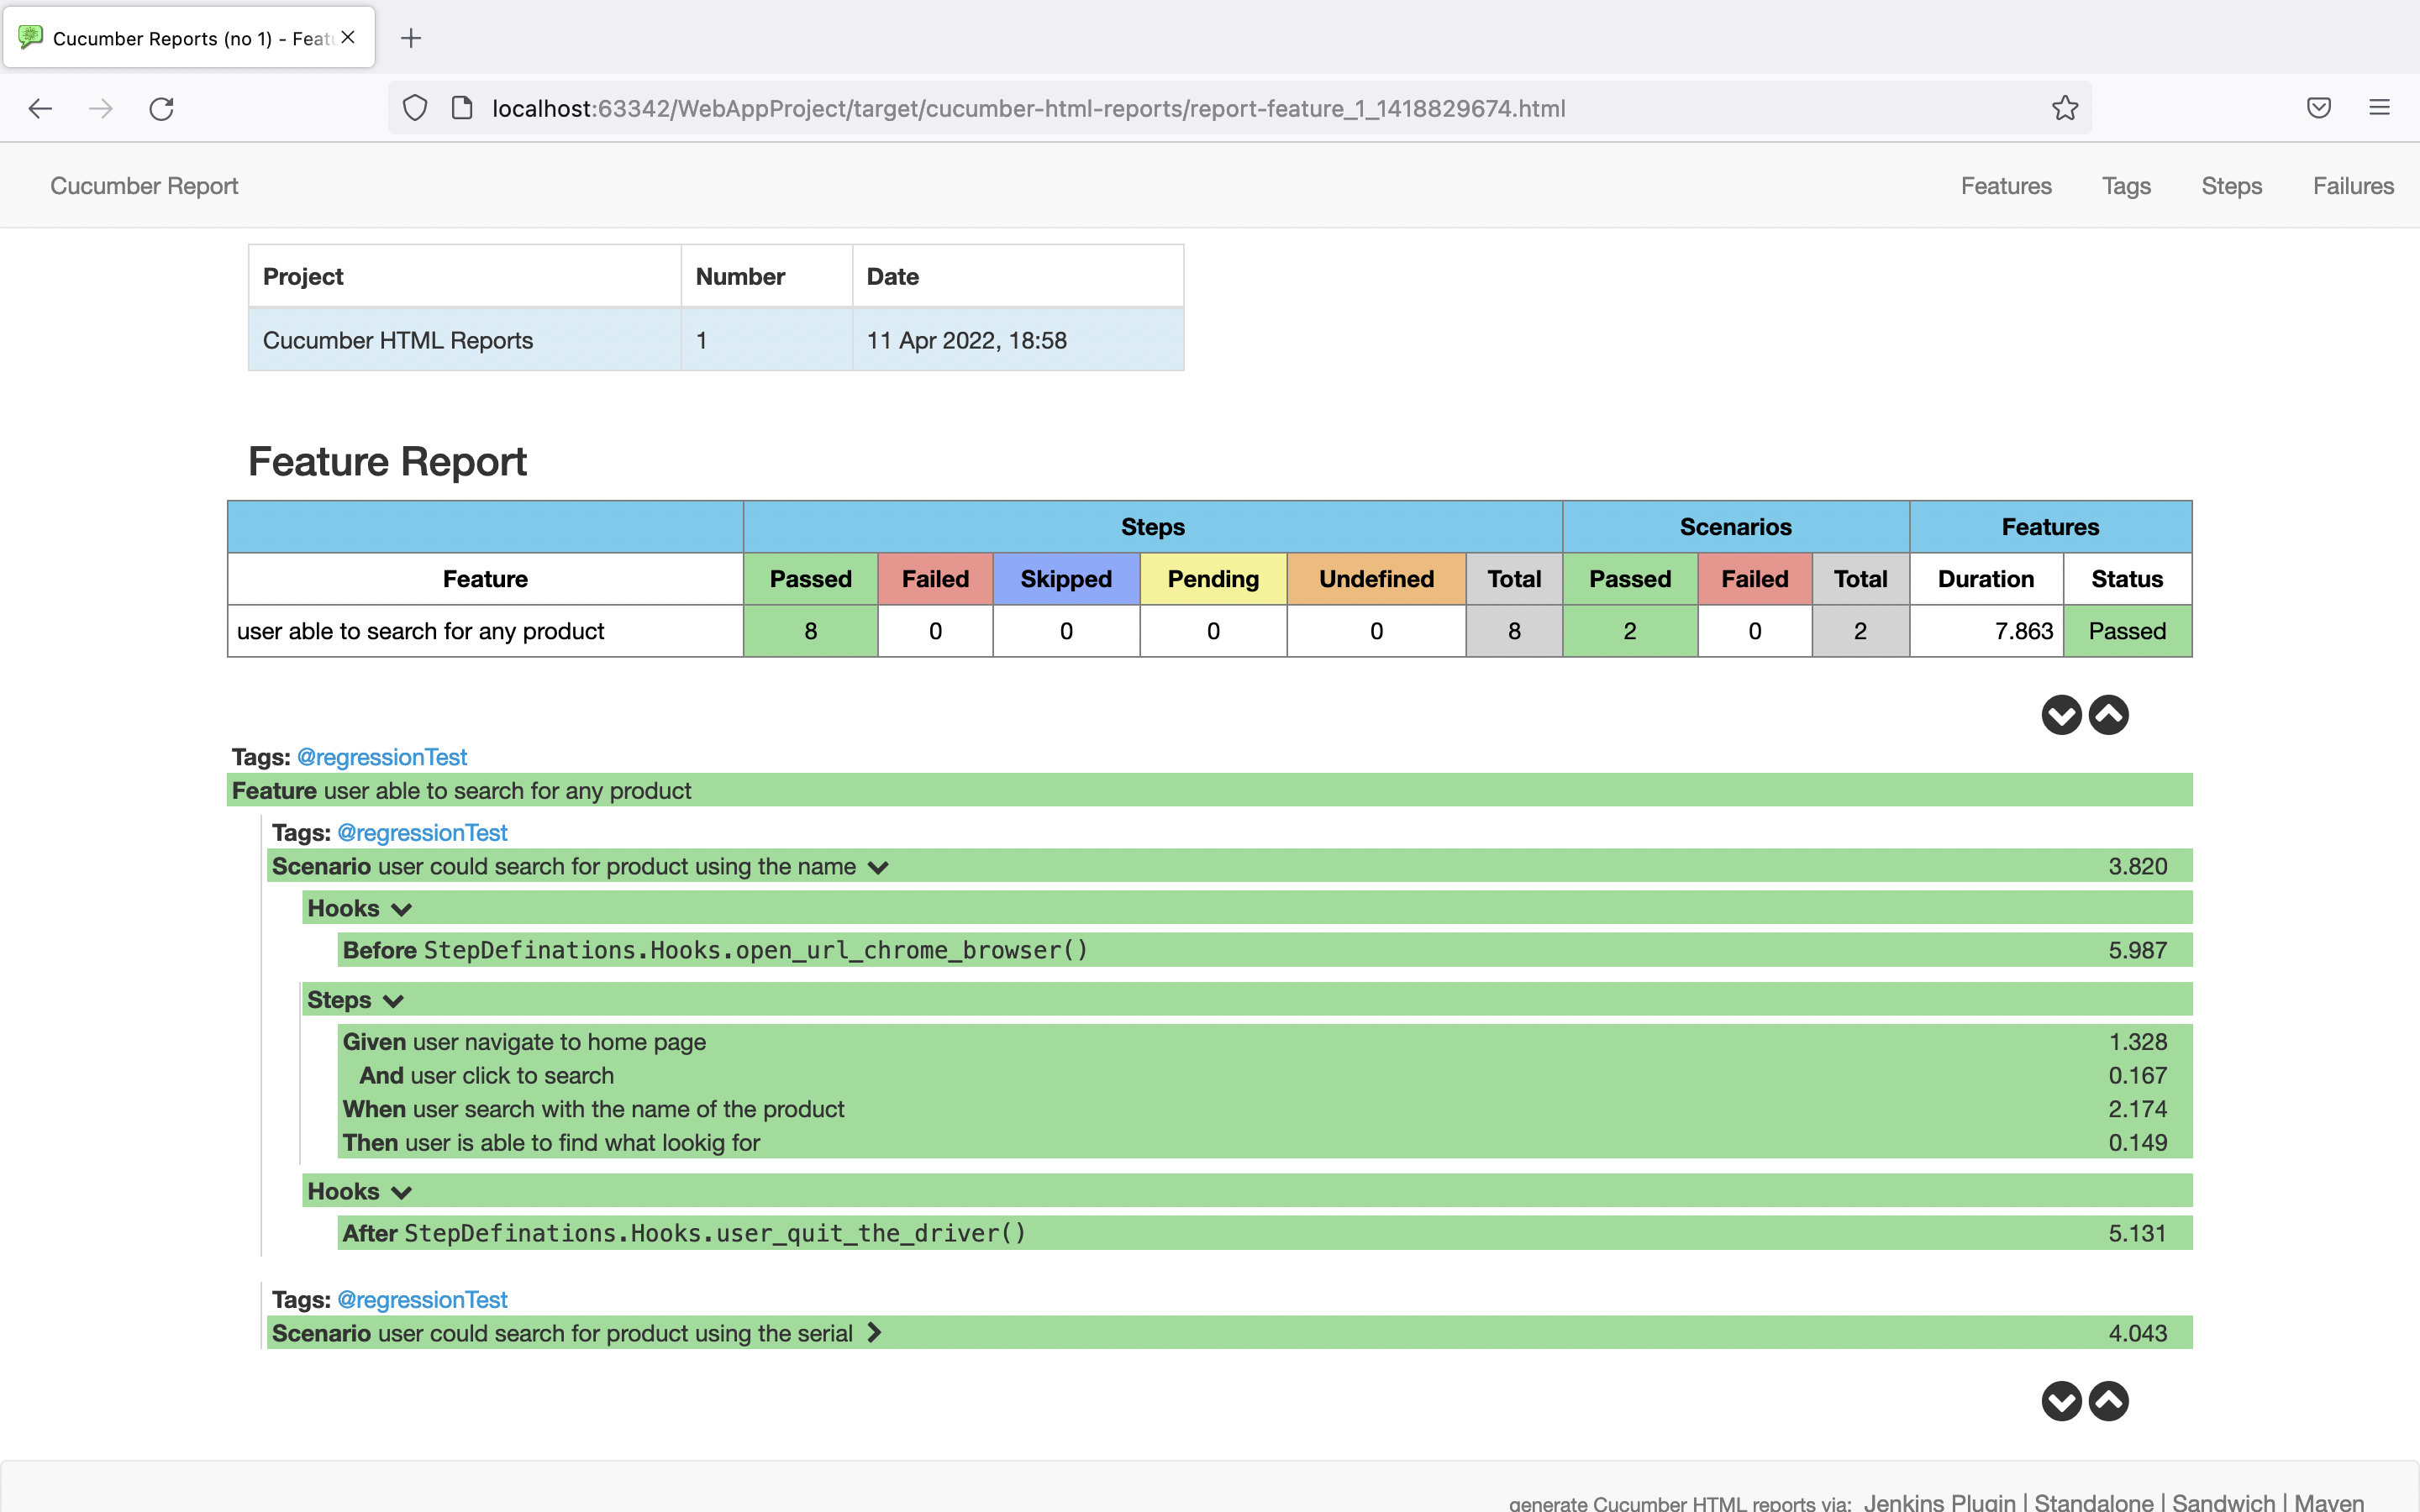 Cucumber Reports (no 1) - Feat
localhost:63342/WebAppProject/target/cucumber-html-reports/report-feature_1_1418829674.html
Cucumber Report Features Tags Steps Failures
Project Number Date
Cucumber HTML Reports 1 11 Apr 2022, 18:58
Feature Report
Steps Scenarios Features
Feature Passed Failed Skipped Pending Undefined Total Passed Failed Total Duration Status
user able to search for any product 8 0 0 0 0 8 2 0 2 7.863 Passed
Tags: @regressionTest
Feature user able to search for any product
Tags: @regressionTest
Scenario user could search for product using the name 3.820
Hooks
Before StepDefinations.Hooks.open_url_chrome_browser() 5.987
Steps
Given user navigate to home page 1.328
And user click to search 0.167
When user search with the name of the product 2.174
Then user is able to find what lookig for 0.149
Hooks
After StepDefinations.Hooks.user_quit_the_driver() 5.131
Tags: @regressionTest
Scenario user could search for product using the serial 4.043
generate Cucumber HTML reports via: Jenkins Plugin | Standalone | Sandwich | Maven